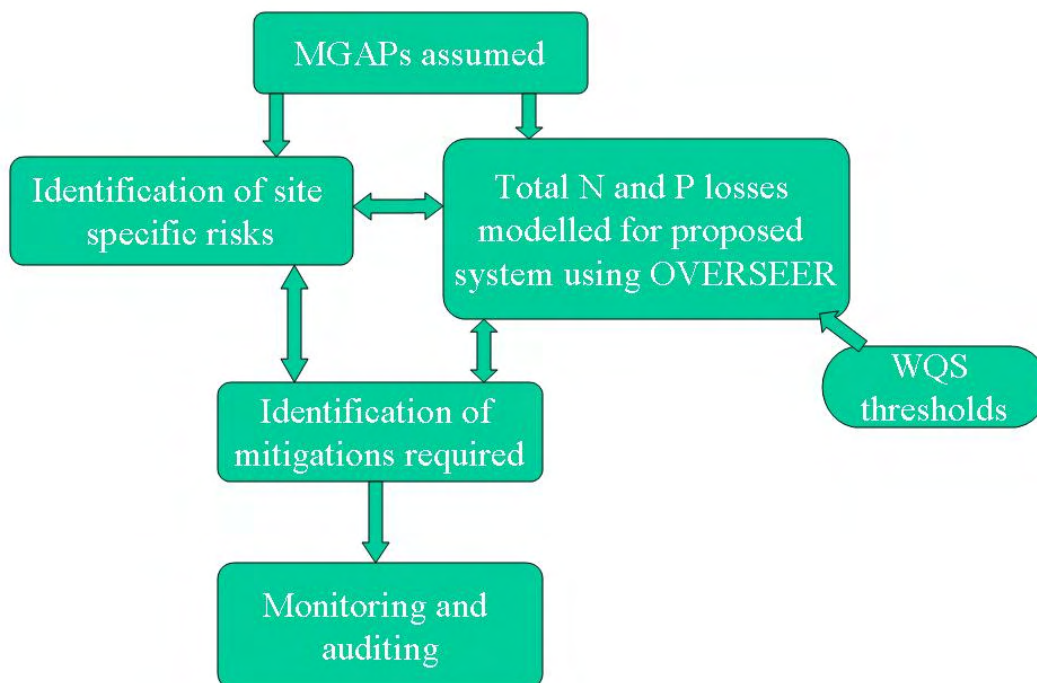 MGAPs assumed
Identification of site
specific risks
Total N and P losses
modelled for proposed
system using OVERSEER
WQS
thresholds
Identification of
mitigations required
Monitoring and
auditing